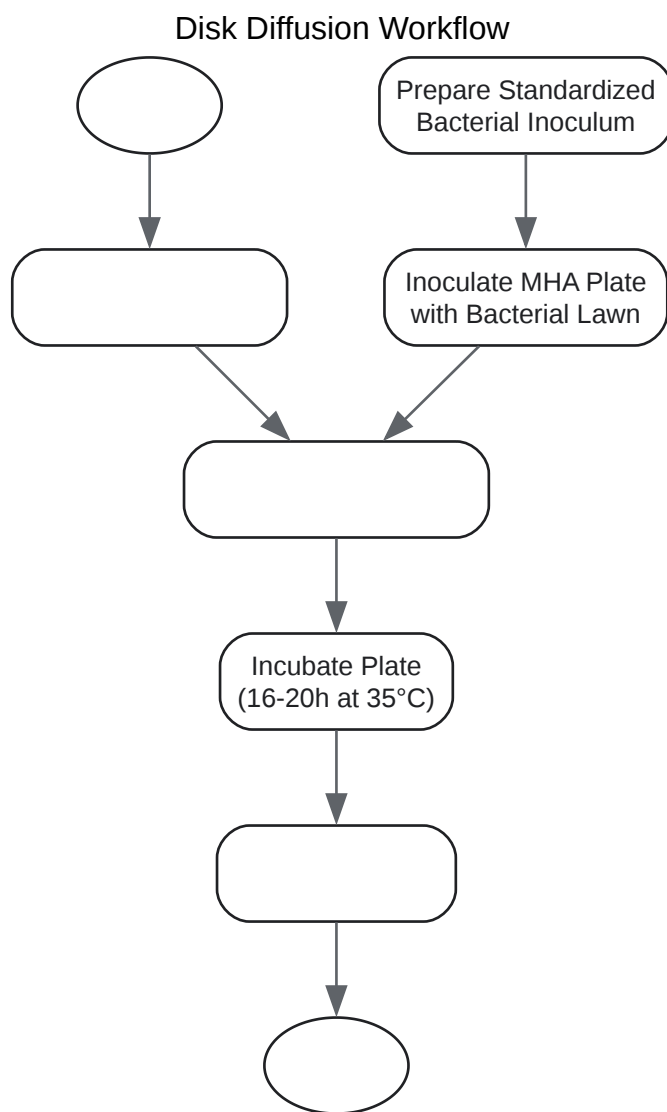 Disk Diffusion Workflow
Prepare Standardized
Bacterial Inoculum
Inoculate MHA Plate
with Bacterial Lawn
Incubate Plate
(16-20h at 35°C)